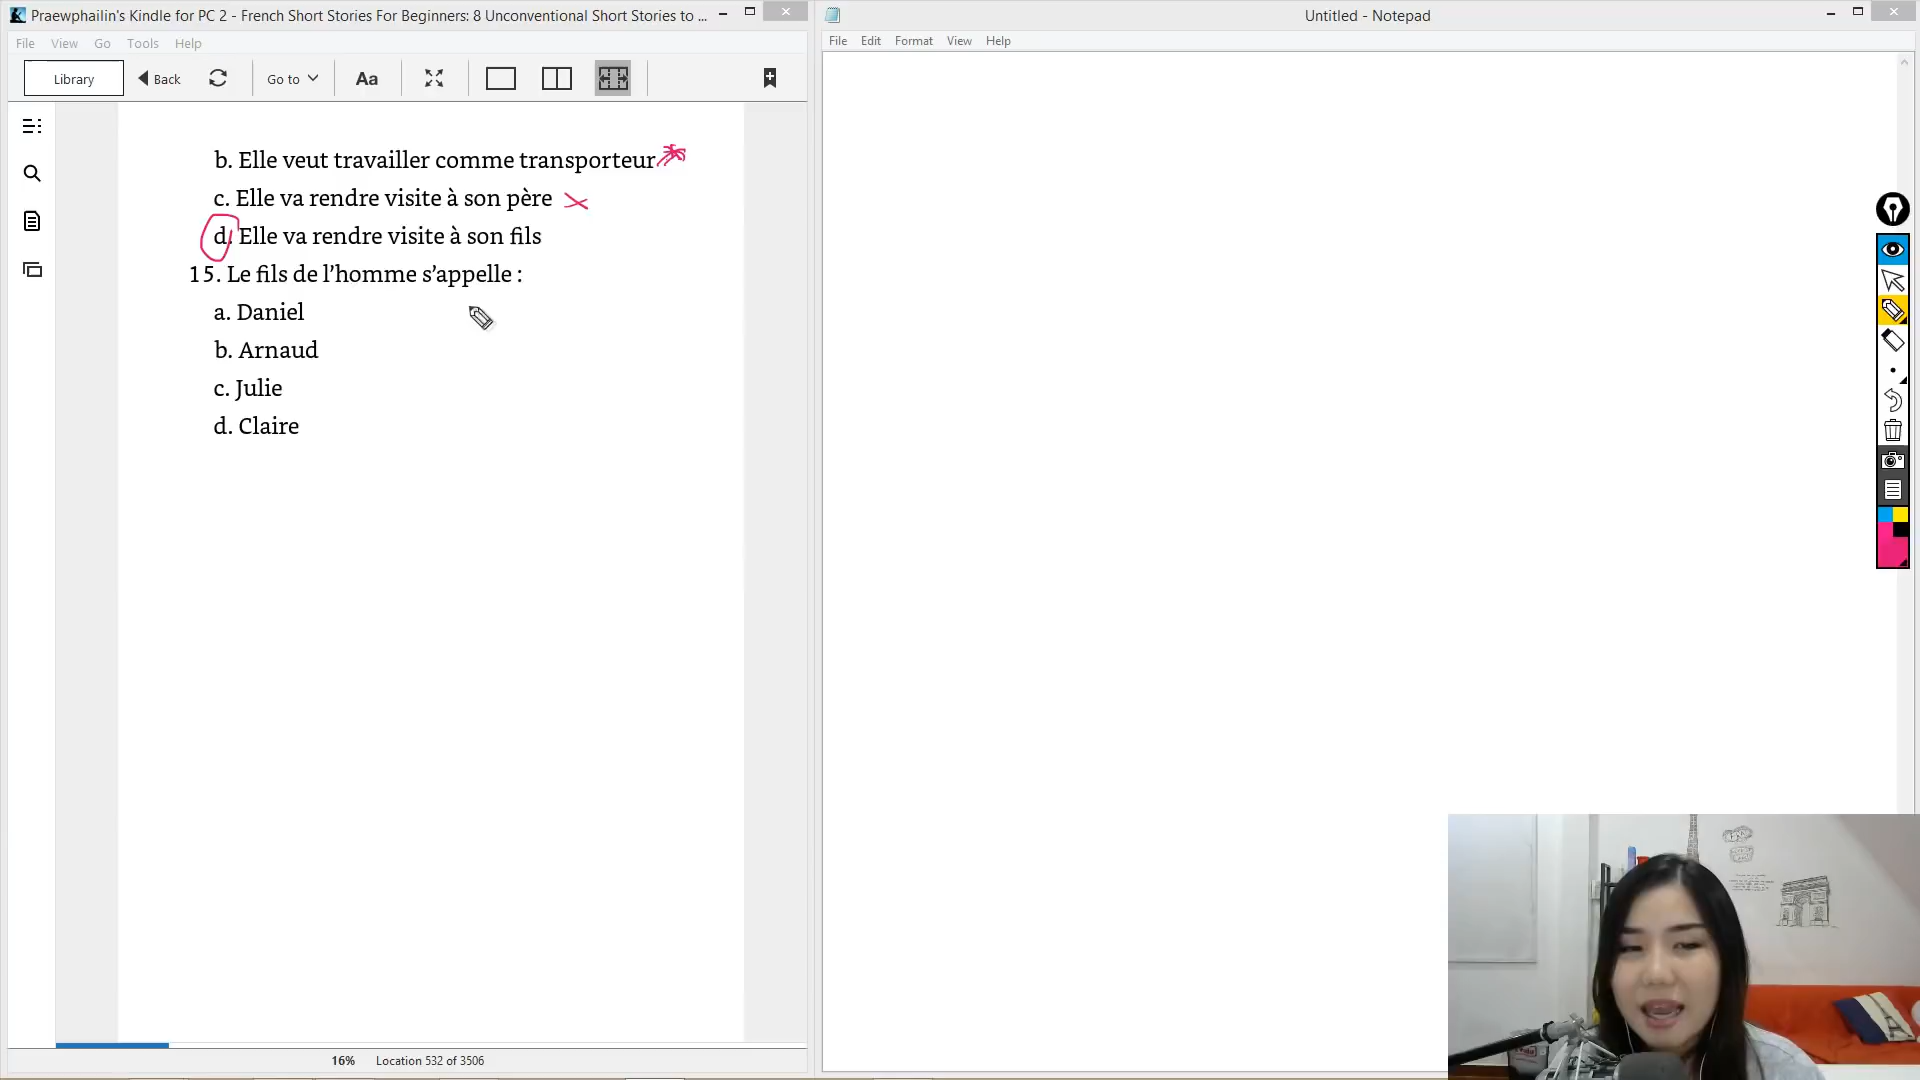 Praewphailin's Kindle for PC 2 - French Short Stories For Beginners: 8 Unconventional Short Stories to ...
File View Go Tools Help
Library Back Go to Aa
b. Elle veut travailler comme transporteur
c. Elle va rendre visite à son père
d. Elle va rendre visite à son fils
15. Le fils de l’homme s’appelle :
a. Daniel
b. Arnaud
c. Julie
d. Claire
16% Location 532 of 3506
Untitled - Notepad
File Edit Format View Help